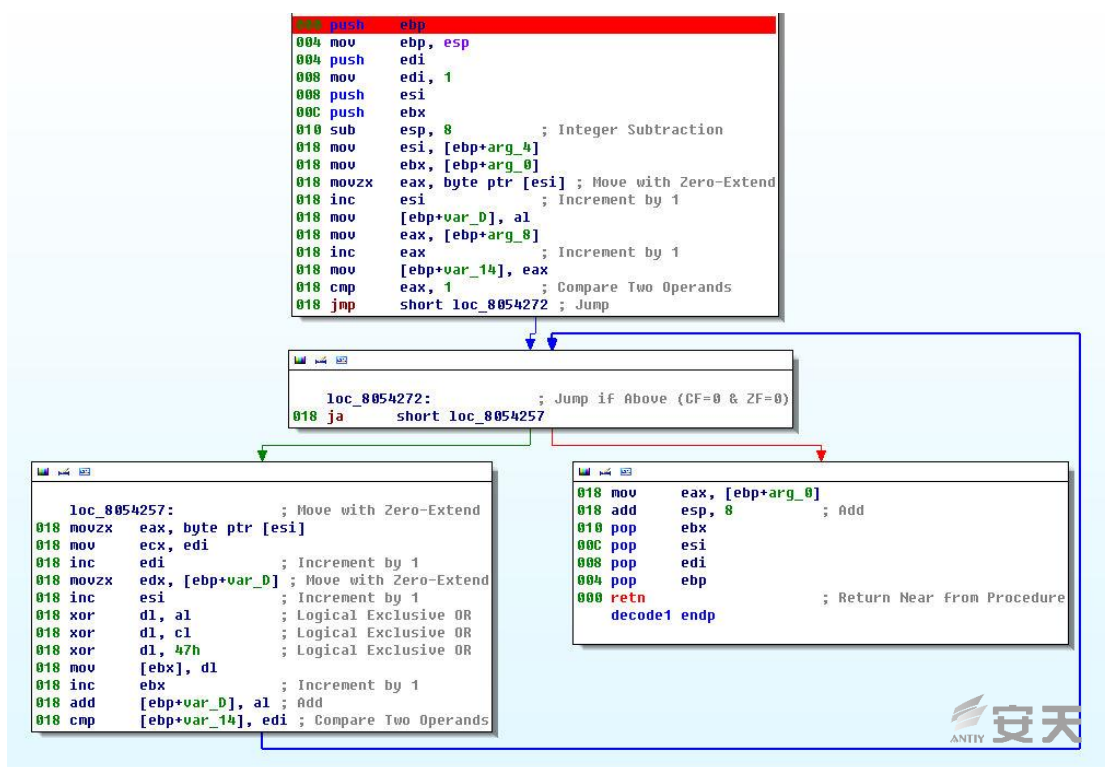 000 push ebp
004 mov ebp, esp
004 push edi
008 mov edi, 1
008 push esi
00C push ebx
010 sub esp, 8 ; Integer Subtraction
018 mov esi, [ebp+arg_4]
018 mov ebx, [ebp+arg_0]
018 movzx eax, byte ptr [esi] ; Move with Zero-Extend
018 inc esi ; Increment by 1
018 mov [ebp+var_D], al
018 mov eax, [ebp+arg_8]
018 inc eax ; Increment by 1
018 mov [ebp+var_14], eax
018 cmp eax, 1 ; Compare Two Operands
018 jmp short loc_8054272 ; Jump
loc_8054272: ; Jump if Above (CF=0 & ZF=0)
018 ja short loc_8054257
loc_8054257: ; Move with Zero-Extend
018 movzx eax, byte ptr [esi]
018 mov ecx, edi
018 inc edi ; Increment by 1
018 movzx edx, [ebp+var_D] ; Move with Zero-Extend
018 inc esi ; Increment by 1
018 xor dl, al ; Logical Exclusive OR
018 xor dl, cl ; Logical Exclusive OR
018 xor dl, 47h ; Logical Exclusive OR
018 mov [ebx], dl
018 inc ebx ; Increment by 1
018 add [ebp+var_D], al ; Add
018 cmp [ebp+var_14], edi ; Compare Two Operands
018 mov eax, [ebp+arg_0]
018 add esp, 8 ; Add
010 pop ebx
00C pop esi
008 pop edi
004 pop ebp
000 retn ; Return Near from Procedure
decode1 endp
ANTIY 安天